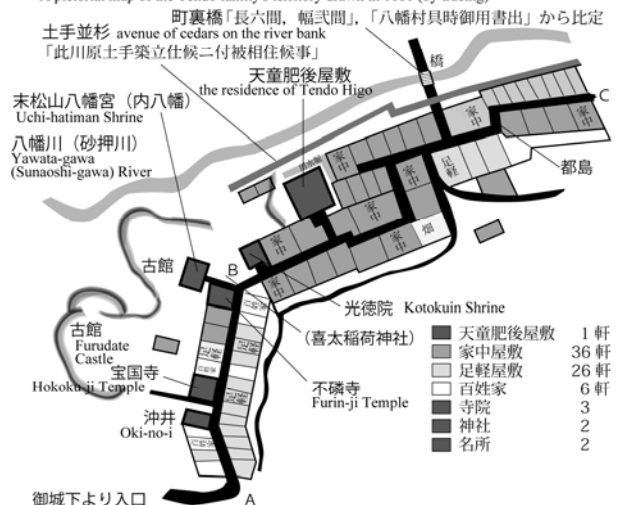 町裏橋「長六間，幅弐間」，「八幡村具時御用書出」から比定
土手並杉 avenue of cedars on the river bank
「此川原土手築立仕候ニ付被相住候事」
橋
天童肥後屋敷
the residence of Tendo Higo
末松山八幡宮（内八幡）
Uchi-hatiman Shrine
八幡川（砂押川）
Yawata-gawa
(Sunaoshi-gawa) River
C
家中
家中
家中
足軽
都島
家中
家中
畑
家中
家中
古館
B
古館
Furudate
Castle
光徳院 Kotokuin Shrine
（喜太稲荷神社）
宝国寺
Hokoku-ji Temple
不磷寺
Furin-ji Temple
沖井
Oki-no-i
御城下より入口
A
天童肥後屋敷 1軒
家中屋敷 36軒
足軽屋敷 26軒
百姓家 6軒
寺院 3
神社 2
名所 2